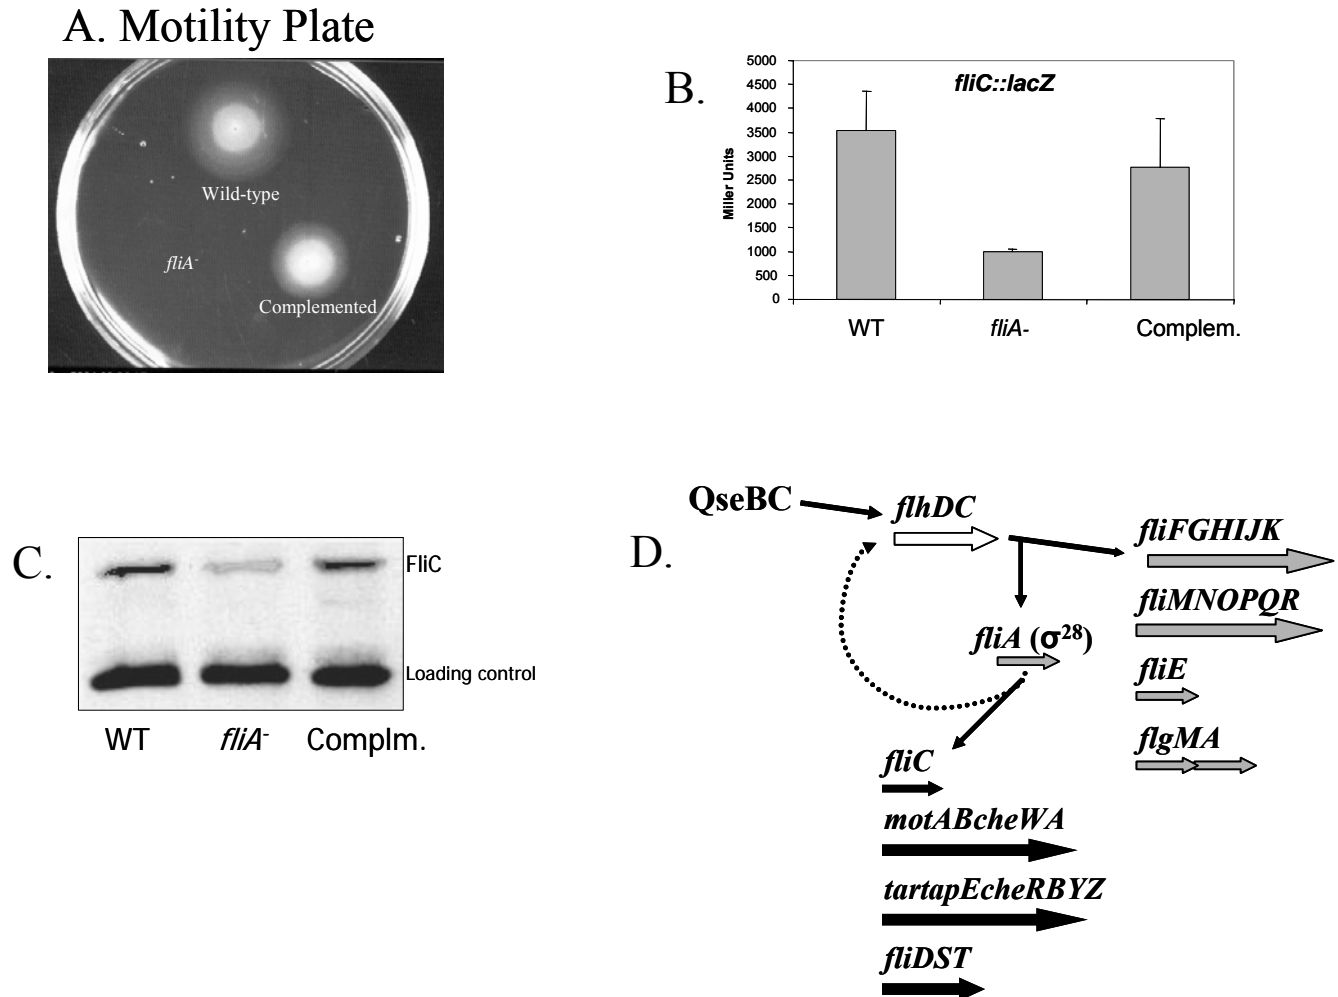 A. Motility Plate
Wild-type
fliA-
Complemented
B.
fliC::lacZ
Miller Units
5000
4500
4000
3500
3000
2500
2000
1500
1000
500
0
WT
fliA-
Complem.
C.
FliC
Loading control
WT
fliA-
Complm.
D.
QseBC
flhDC
fliA (σ28)
fliC
motABcheWA
tartapEcheRBYZ
fliDST
fliFGHIJK
fliMNOPQR
fliE
flgMA